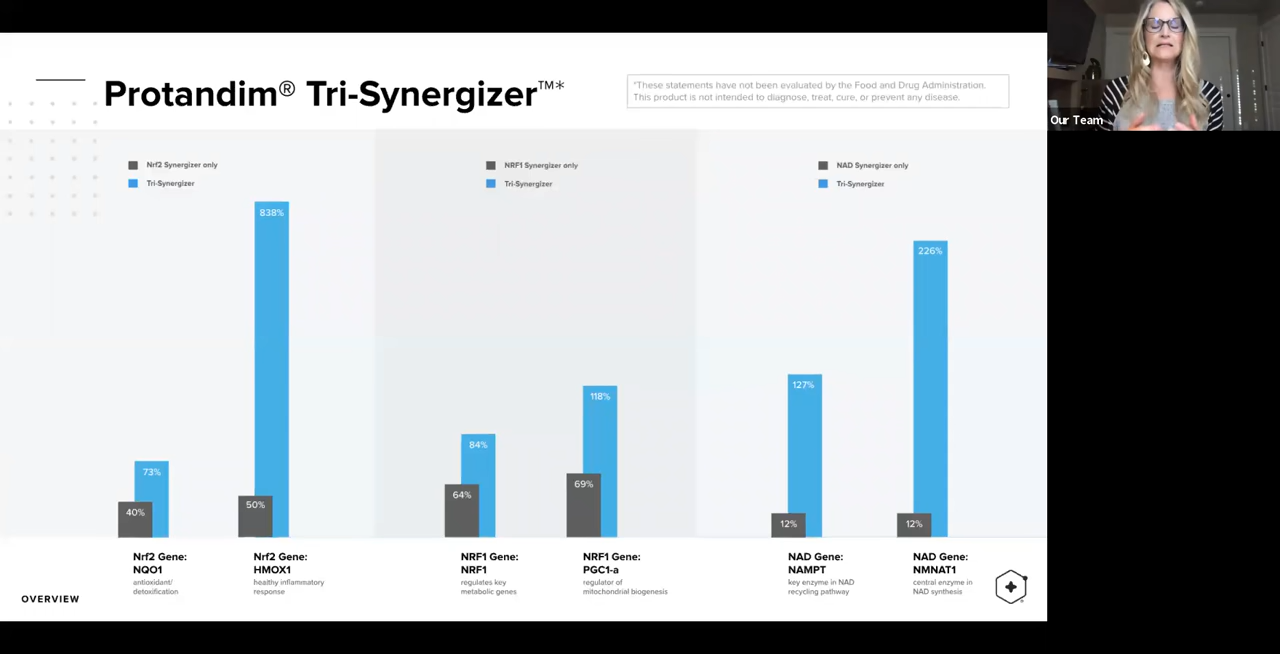 Protandim® Tri-Synergizer™*
*These statements have not been evaluated by the Food and Drug Administration.
This product is not intended to diagnose, treat, cure, or prevent any disease.
Our Team
Nrf2 Synergizer only
Tri-Synergizer
NRF1 Synergizer only
Tri-Synergizer
NAD Synergizer only
Tri-Synergizer
40%
73%
50%
838%
64%
84%
69%
118%
12%
127%
12%
226%
Nrf2 Gene:
NQO1
antioxidant/
detoxification
Nrf2 Gene:
HMOX1
healthy inflammatory
response
NRF1 Gene:
NRF1
regulates key
metabolic genes
NRF1 Gene:
PGC1-a
regulator of
mitochondrial biogenesis
NAD Gene:
NAMPT
key enzyme in NAD
recycling pathway
NAD Gene:
NMNAT1
central enzyme in
NAD synthesis
OVERVIEW